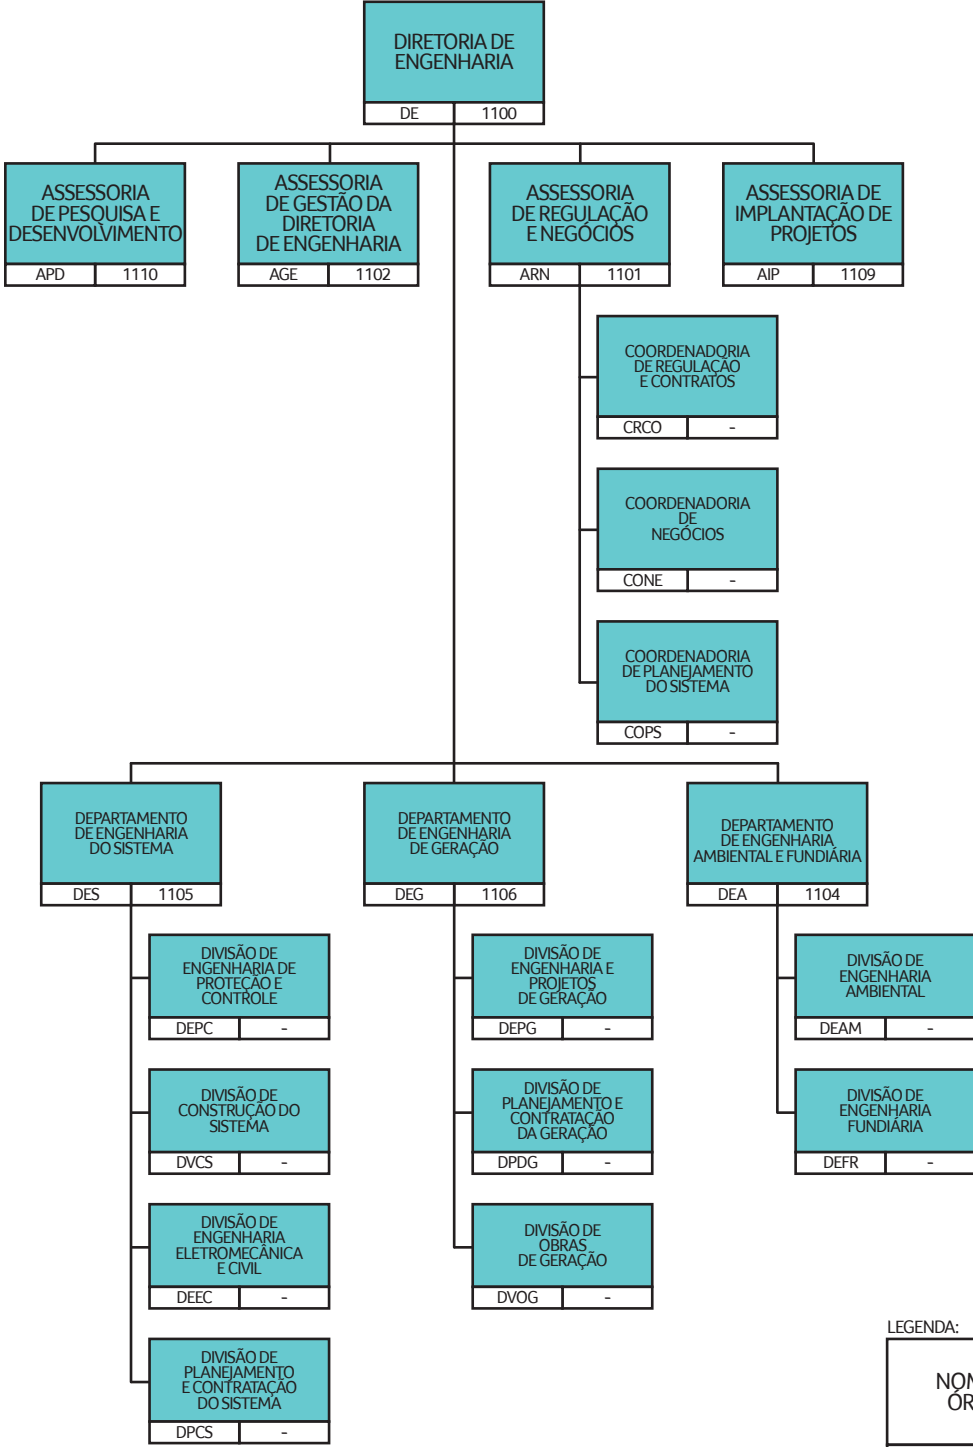 DIRETORIA DE
ENGENHARIA
DE 1100
ASSESSORIA
DE PESQUISA E
DESENVOLVIMENTO
APD 1110
ASSESSORIA
DE GESTÃO DA
DIRETORIA
DE ENGENHARIA
AGE 1102
ASSESSORIA
DE REGULAÇÃO
E NEGÓCIOS
ARN 1101
ASSESSORIA DE
IMPLANTAÇÃO DE
PROJETOS
AIP 1109
COORDENADORIA
DE REGULAÇÃO
E CONTRATOS
CRCO -
COORDENADORIA
DE
NEGÓCIOS
CONE -
COORDENADORIA
DE PLANEJAMENTO
DO SISTEMA
COPS -
DEPARTAMENTO
DE ENGENHARIA
DO SISTEMA
DES 1105
DEPARTAMENTO
DE ENGENHARIA
DE GERAÇÃO
DEG 1106
DEPARTAMENTO
DE ENGENHARIA
AMBIENTAL E FUNDIÁRIA
DEA 1104
DIVISÃO DE
ENGENHARIA DE
PROTEÇÃO E
CONTROLE
DEPC -
DIVISÃO DE
ENGENHARIA E
PROJETOS
DE GERAÇÃO
DEPG -
DIVISÃO DE
ENGENHARIA
AMBIENTAL
DEAM -
DIVISÃO DE
CONSTRUÇÃO DO
SISTEMA
DVCS -
DIVISÃO DE
PLANEJAMENTO E
CONTRATAÇÃO
DA GERAÇÃO
DPDG -
DIVISÃO DE
ENGENHARIA
FUNDIÁRIA
DEFR -
DIVISÃO DE
ENGENHARIA
ELETROMECÂNICA
E CIVIL
DEEC -
DIVISÃO DE
OBRAS
DE GERAÇÃO
DVOG -
DIVISÃO DE
PLANEJAMENTO
E CONTRATAÇÃO
DO SISTEMA
DPCS -
LEGENDA: